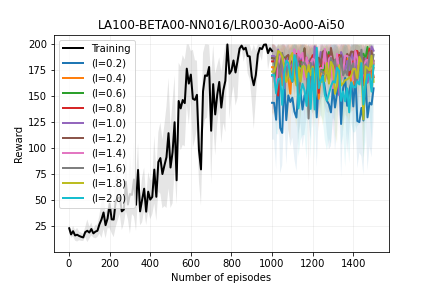 LA100-BETA00-NN016/LR0030-Ao00-Ai50
200
175
150
125
100
75
50
25
Reward
Training
(l=0.2)
(l=0.4)
(l=0.6)
(l=0.8)
(l=1.0)
(l=1.2)
(l=1.4)
(l=1.6)
(l=1.8)
(l=2.0)
0 200 400 600 800 1000 1200 1400
Number of episodes